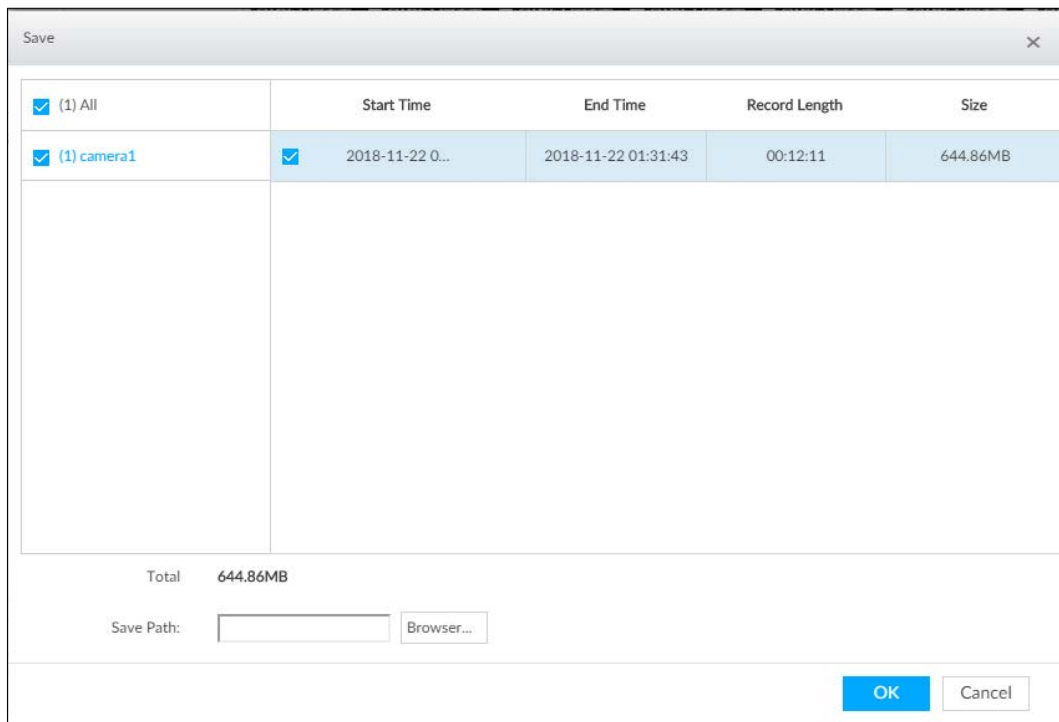 Save
(1) All Start Time End Time Record Length Size
(1) camera1 2018-11-22 0... 2018-11-22 01:31:43 00:12:11 644.86MB
Total 644.86MB
Save Path: Browser...
OK Cancel